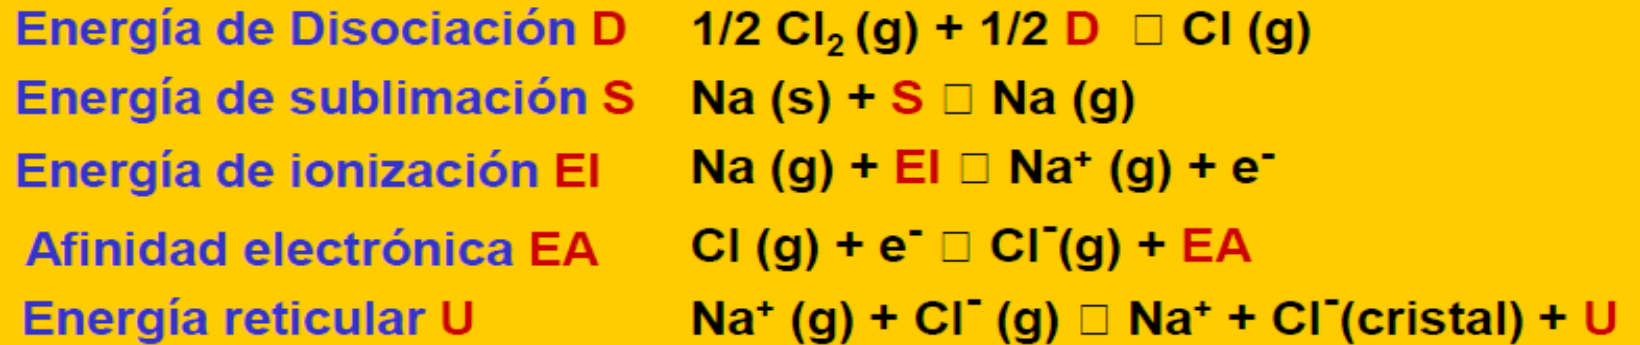 Energía de Disociación D 1/2 Cl₂ (g) + 1/2 D □ Cl (g)
Energía de sublimación S Na (s) + S □ Na (g)
Energía de ionización EI Na (g) + EI □ Na⁺ (g) + e⁻
Afinidad electrónica EA Cl (g) + e⁻ □ Cl⁻(g) + EA
Energía reticular U Na⁺ (g) + Cl⁻ (g) □ Na⁺ + Cl⁻(cristal) + U